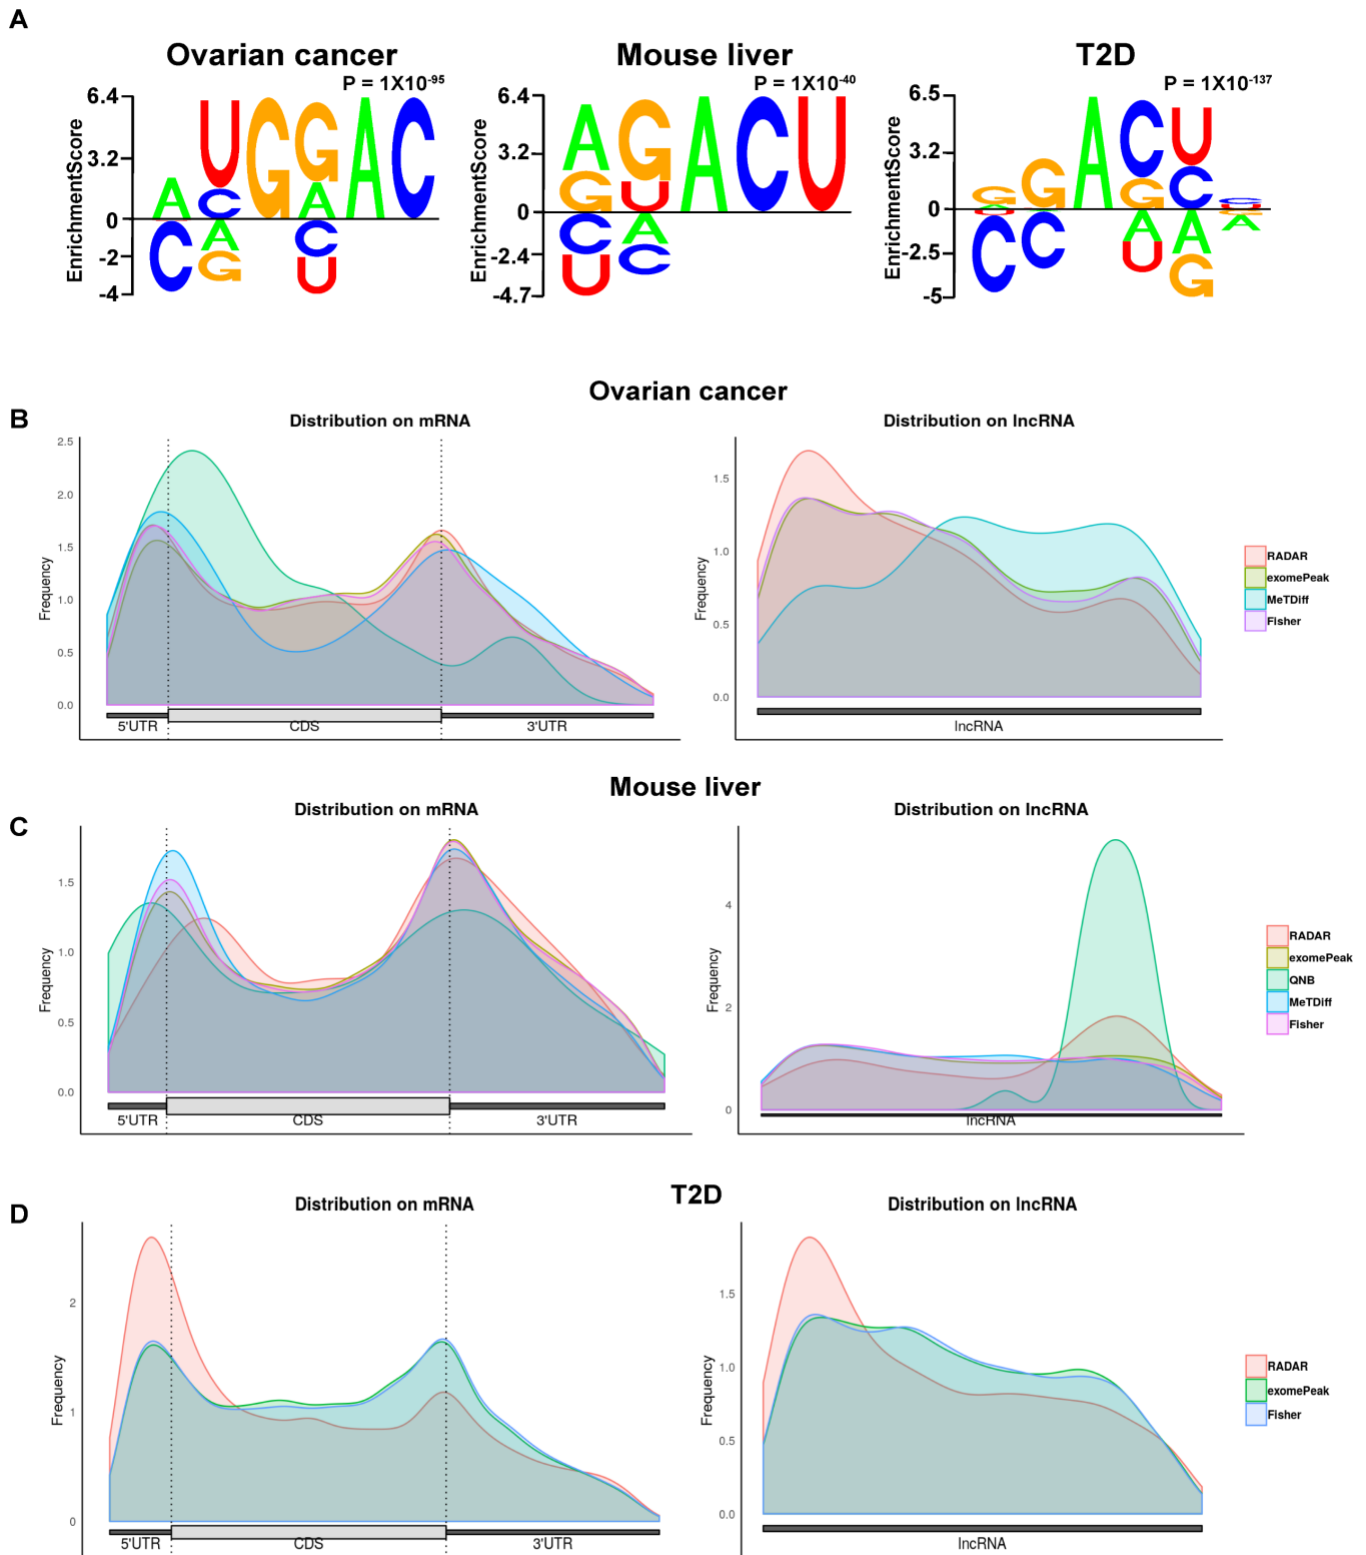 A
Ovarian cancer
P = 1X10-95
EnrichmentScore
6.4
3.2
0
-2
-4
A C U C A G G G A C U A C
Mouse liver
P = 1X10-40
EnrichmentScore
6.4
3.2
0
-2.4
-4.7
A G C U G U A C A C U
T2D
P = 1X10-137
EnrichmentScore
6.5
3.2
0
-2.5
-5
G C G C A C G A U U C A G C A
Ovarian cancer
B
Distribution on mRNA
Frequency
2.5
2.0
1.5
1.0
0.5
0.0
5'UTR CDS 3'UTR
Distribution on lncRNA
Frequency
1.5
1.0
0.5
0.0
lncRNA
RADAR
exomePeak
MeTDiff
Fisher
Mouse liver
C
Distribution on mRNA
Frequency
1.5
1.0
0.5
0.0
5'UTR CDS 3'UTR
Distribution on lncRNA
Frequency
4
2
0
lncRNA
RADAR
exomePeak
QNB
MeTDiff
Fisher
T2D
D
Distribution on mRNA
Frequency
2
1
0
5'UTR CDS 3'UTR
Distribution on lncRNA
Frequency
1.5
1.0
0.5
0.0
lncRNA
RADAR
exomePeak
Fisher